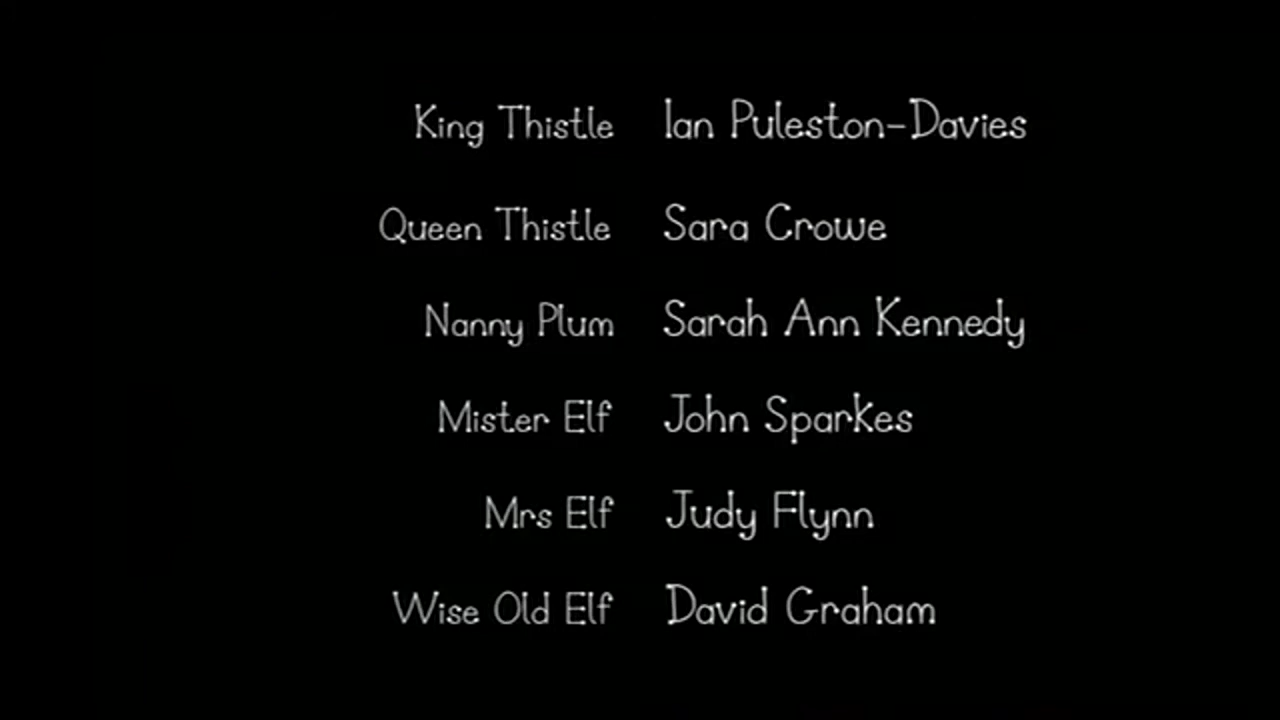 King Thistle Ian Puleston-Davies
Queen Thistle Sara Crowe
Nanny Plum Sarah Ann Kennedy
Mister Elf John Sparkes
Mrs Elf Judy Flynn
Wise Old Elf David Graham